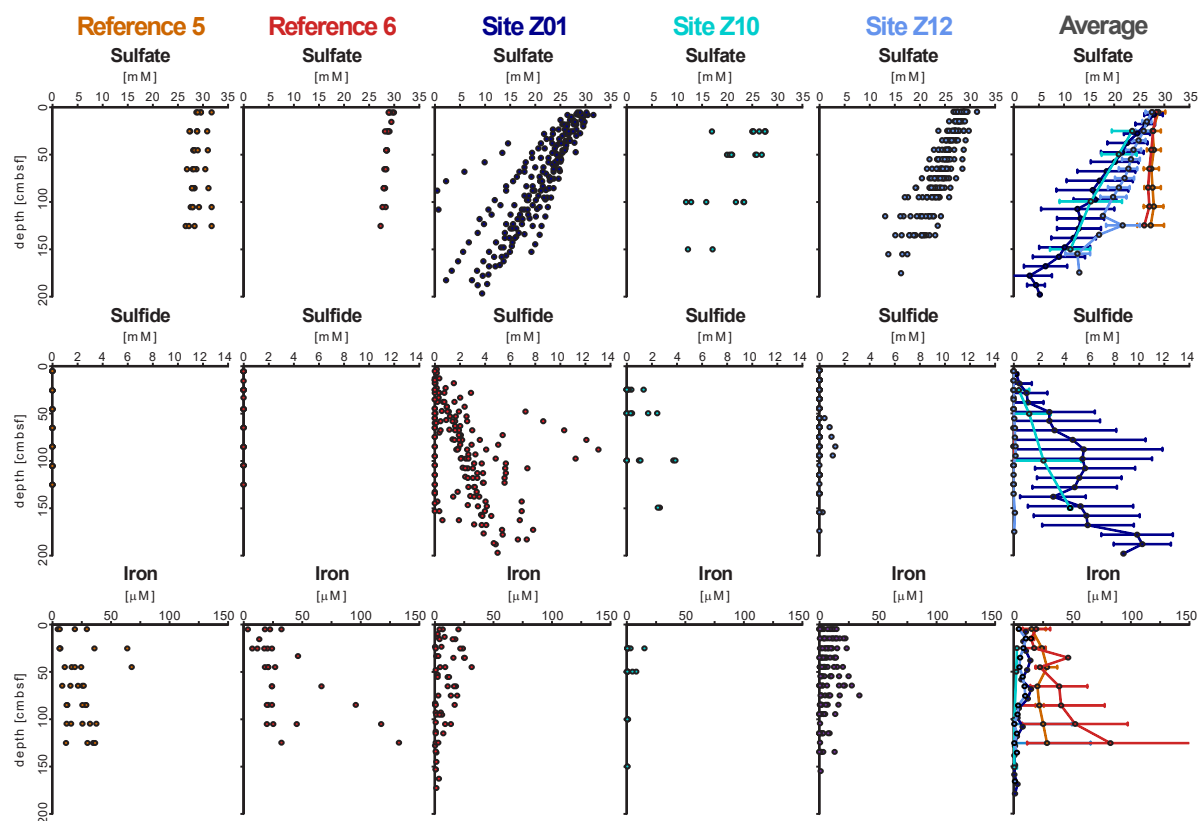 Reference 5 Reference 6 Site Z01 Site Z10 Site Z12 Average
Sulfate Sulfate Sulfate Sulfate Sulfate Sulfate
[mM] [mM] [mM] [mM] [mM] [mM]
0 5 10 15 20 25 30 35 0 5 10 15 20 25 30 35 0 5 10 15 20 25 30 35 0 5 10 15 20 25 30 35 0 5 10 15 20 25 30 35 0 5 10 15 20 25 30 35
0
50
100
150
200
depth [cmbsf]
Sulfide Sulfide Sulfide Sulfide Sulfide Sulfide
[mM] [mM] [mM] [mM] [mM] [mM]
0 2 4 6 8 10 12 14 0 2 4 6 8 10 12 14 0 2 4 6 8 10 12 14 0 2 4 6 8 10 12 14 0 2 4 6 8 10 12 14 0 2 4 6 8 10 12 14
0
50
100
150
200
depth [cmbsf]
Iron Iron Iron Iron Iron Iron
[μM] [μM] [μM] [μM] [μM] [μM]
0 50 100 150 0 50 100 150 0 50 100 150 0 50 100 150 0 50 100 150 0 50 100 150
0
50
100
150
200
depth [cmbsf]